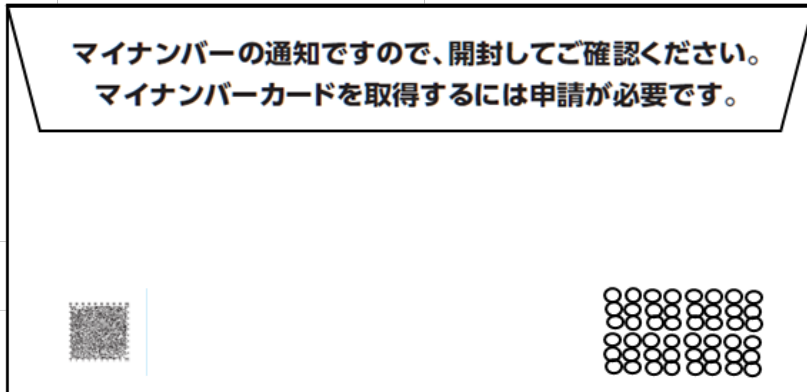 マイナンバーの通知ですので、開封してご確認ください。
マイナンバーカードを取得するには申請が必要です。